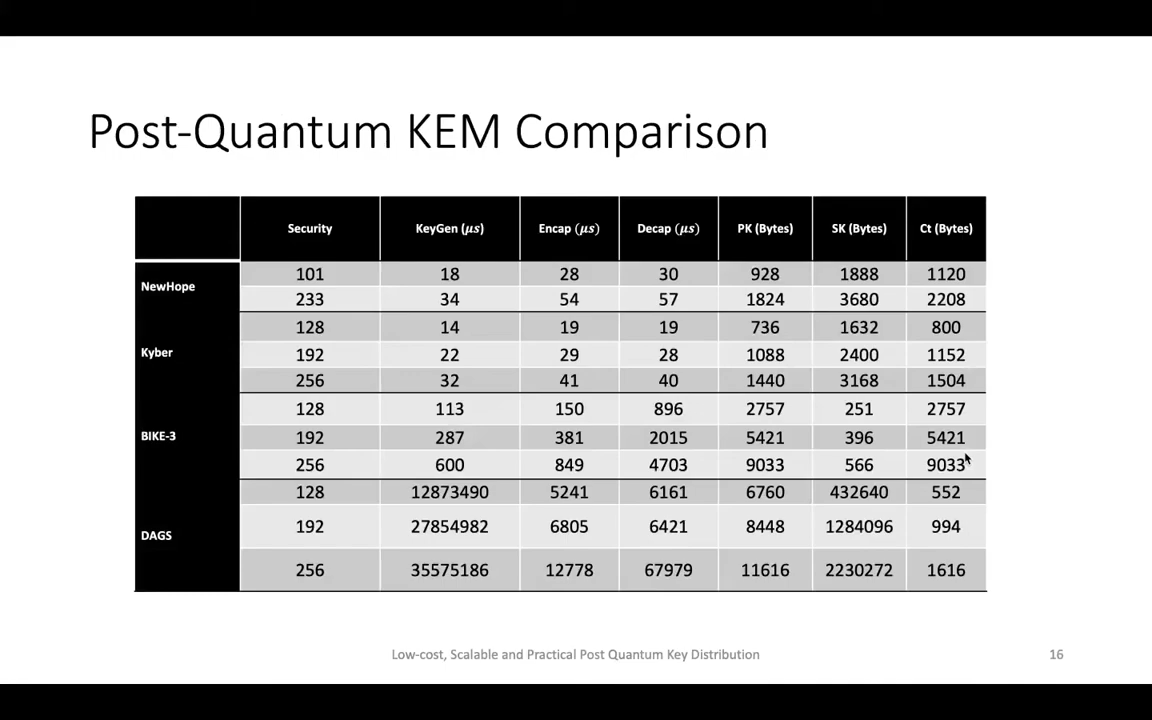 Post-Quantum KEM Comparison
Security KeyGen (μs) Encap (μs) Decap (μs) PK (Bytes) SK (Bytes) Ct (Bytes)
NewHope
101 18 28 30 928 1888 1120
233 34 54 57 1824 3680 2208
Kyber
128 14 19 19 736 1632 800
192 22 29 28 1088 2400 1152
256 32 41 40 1440 3168 1504
BIKE-3
128 113 150 896 2757 251 2757
192 287 381 2015 5421 396 5421
256 600 849 4703 9033 566 9033
DAGS
128 12873490 5241 6161 6760 432640 552
192 27854982 6805 6421 8448 1284096 994
256 35575186 12778 67979 11616 2230272 1616
Low-cost, Scalable and Practical Post Quantum Key Distribution 16